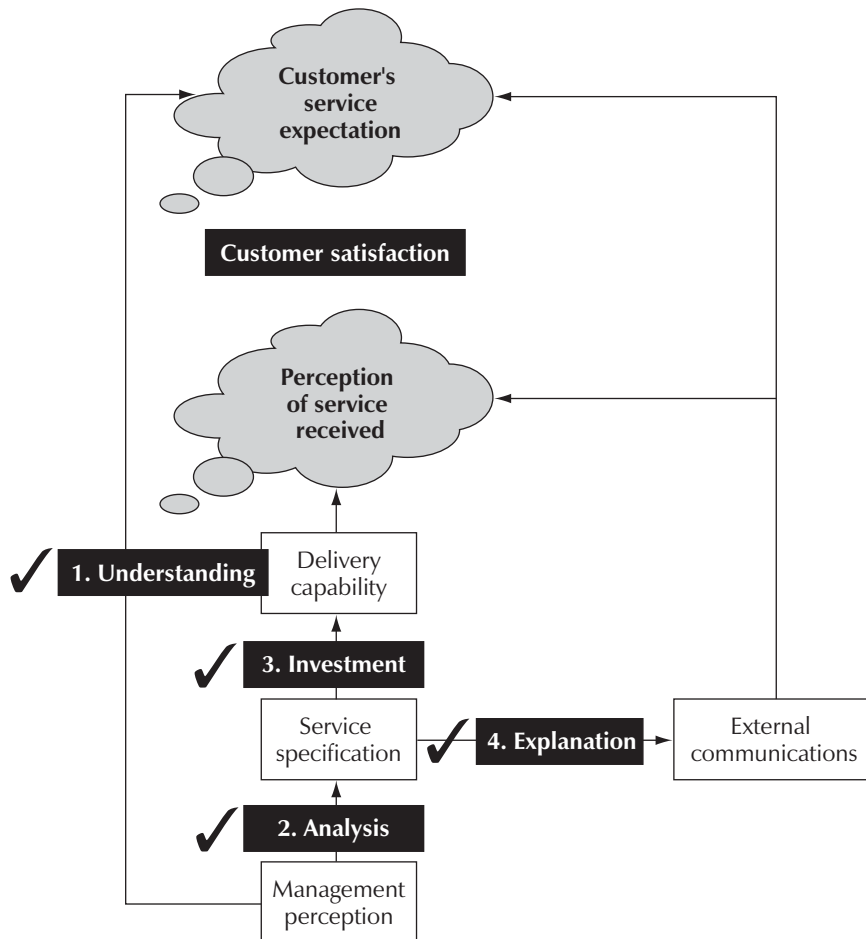 Customer's
service
expectation
Customer satisfaction
Perception
of service
received
1. Understanding
Delivery
capability
3. Investment
Service
specification
4. Explanation
External
communications
2. Analysis
Management
perception